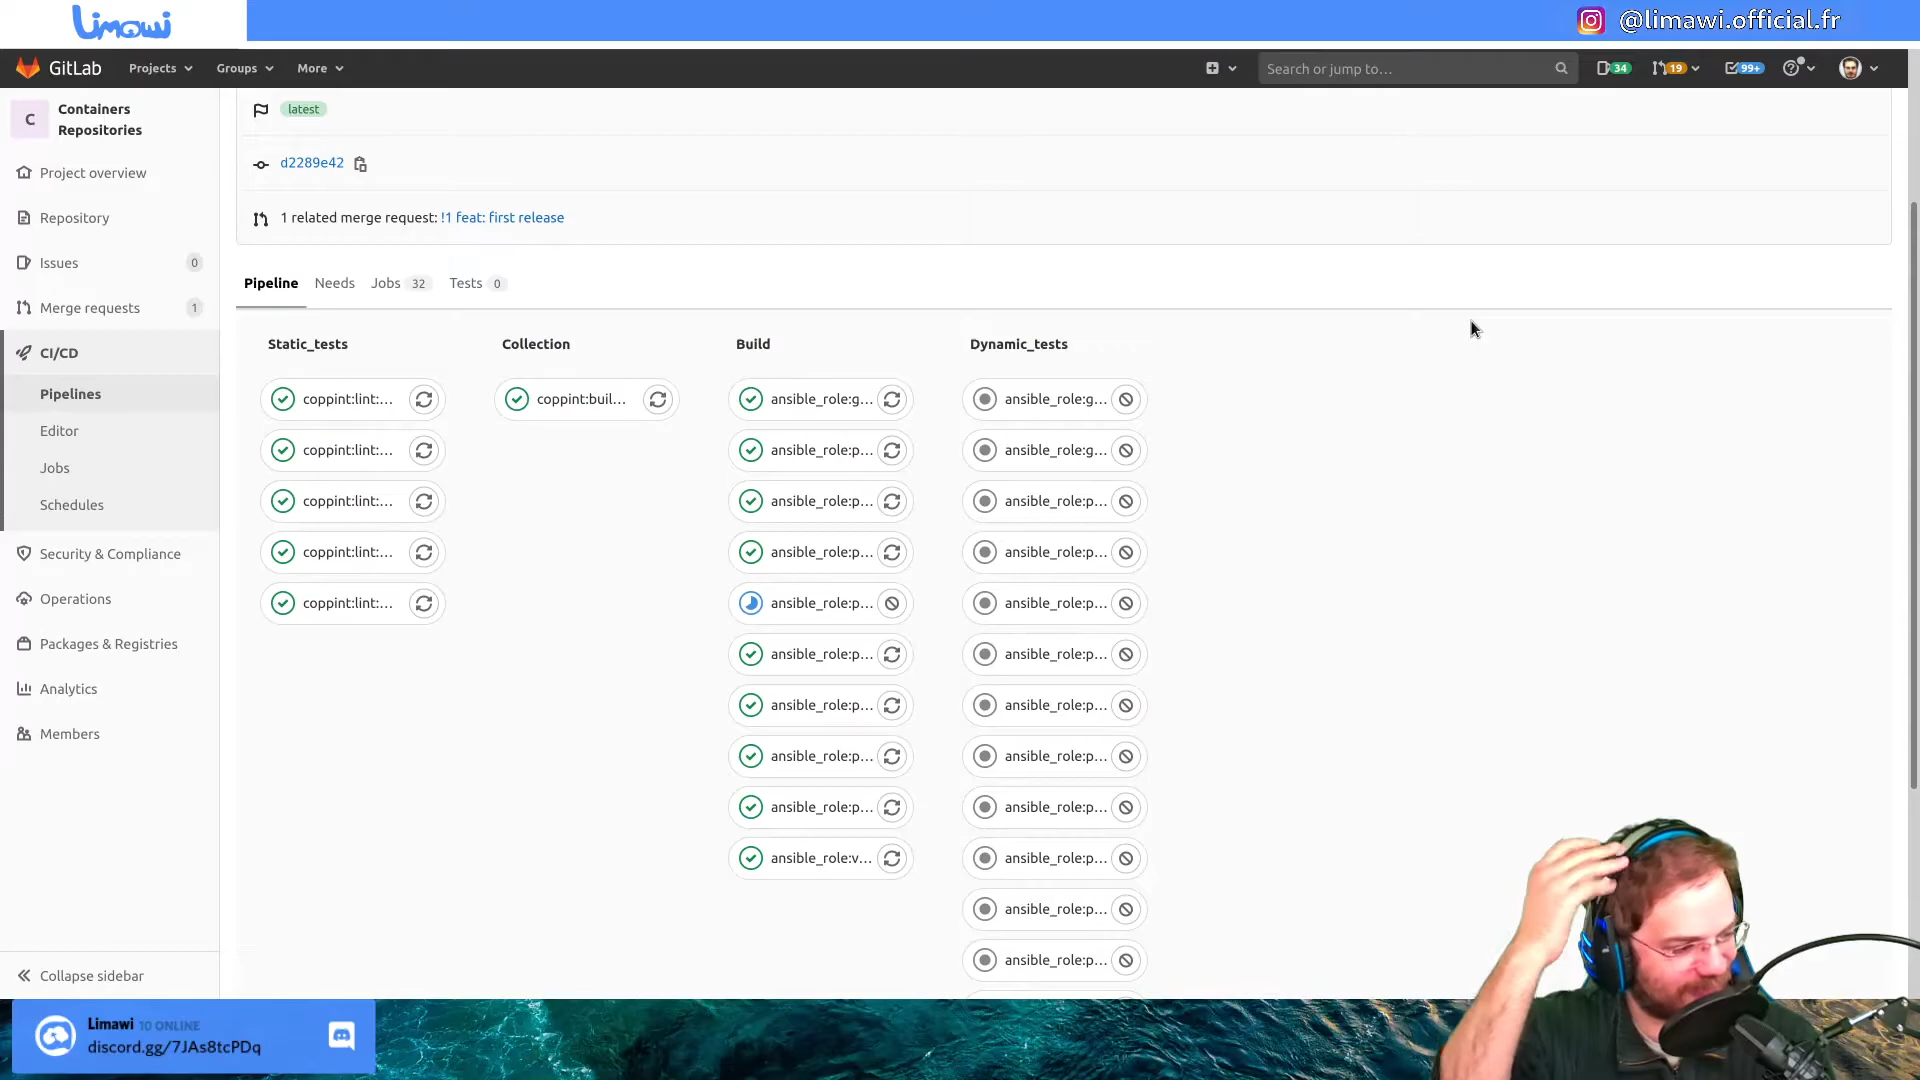 Limawi
@limawi.official.fr
GitLab
Projects
Groups
More
Search or jump to...
34
19
99+
C
Containers
Repositories
Project overview
Repository
Issues 0
Merge requests 1
CI/CD
Pipelines
Editor
Jobs
Schedules
Security & Compliance
Operations
Packages & Registries
Analytics
Members
Collapse sidebar
latest
d2289e42
1 related merge request: !1 feat: first release
Pipeline
Needs
Jobs 32
Tests 0
Static_tests
coppint:lint:...
coppint:lint:...
coppint:lint:...
coppint:lint:...
coppint:lint:...
Collection
coppint:buil...
Build
ansible_role:g...
ansible_role:p...
ansible_role:p...
ansible_role:p...
ansible_role:p...
ansible_role:p...
ansible_role:p...
ansible_role:p...
ansible_role:p...
ansible_role:v...
Dynamic_tests
ansible_role:g...
ansible_role:g...
ansible_role:p...
ansible_role:p...
ansible_role:p...
ansible_role:p...
ansible_role:p...
ansible_role:p...
ansible_role:p...
ansible_role:p...
ansible_role:p...
ansible_role:p...
Limawi 10 ONLINE
discord.gg/7JAs8tcPDq